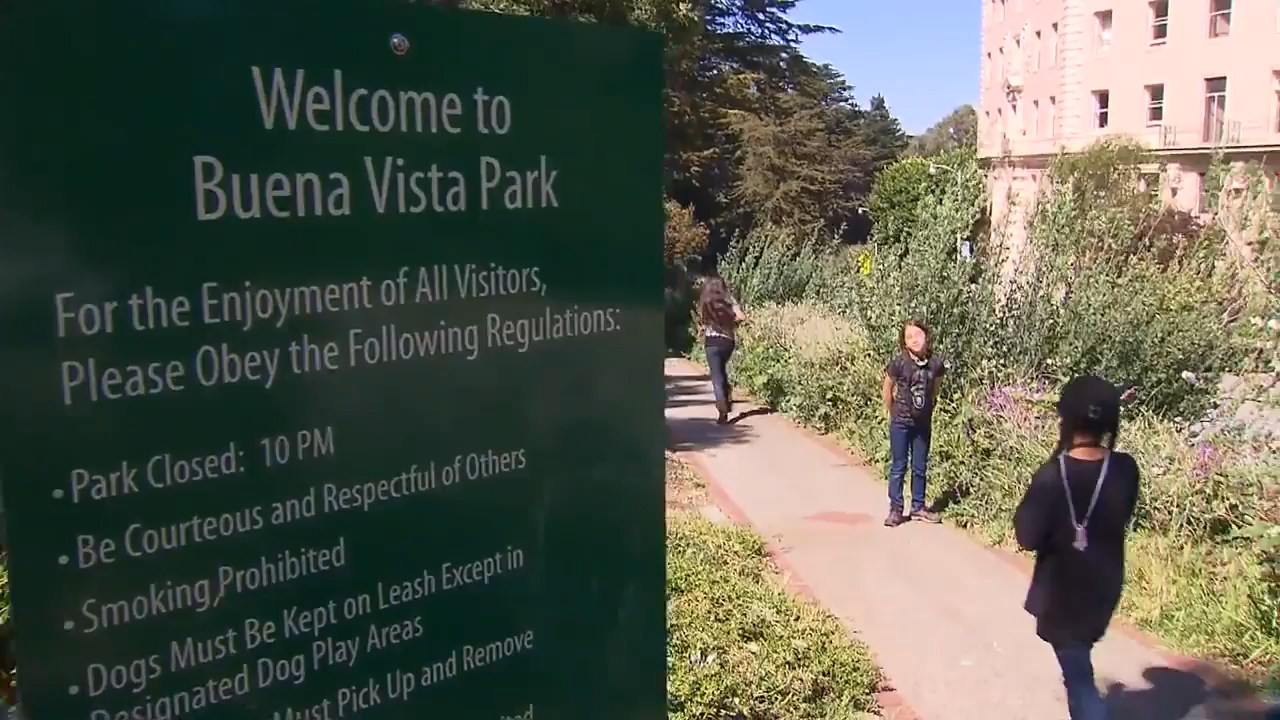 Welcome to
Buena Vista Park
For the Enjoyment of All Visitors,
Please Obey the Following Regulations:
• Park Closed: 10 PM
• Be Courteous and Respectful of Others
• Smoking Prohibited
• Dogs Must Be Kept on Leash Except in
Designated Dog Play Areas
Must Pick Up and Remove